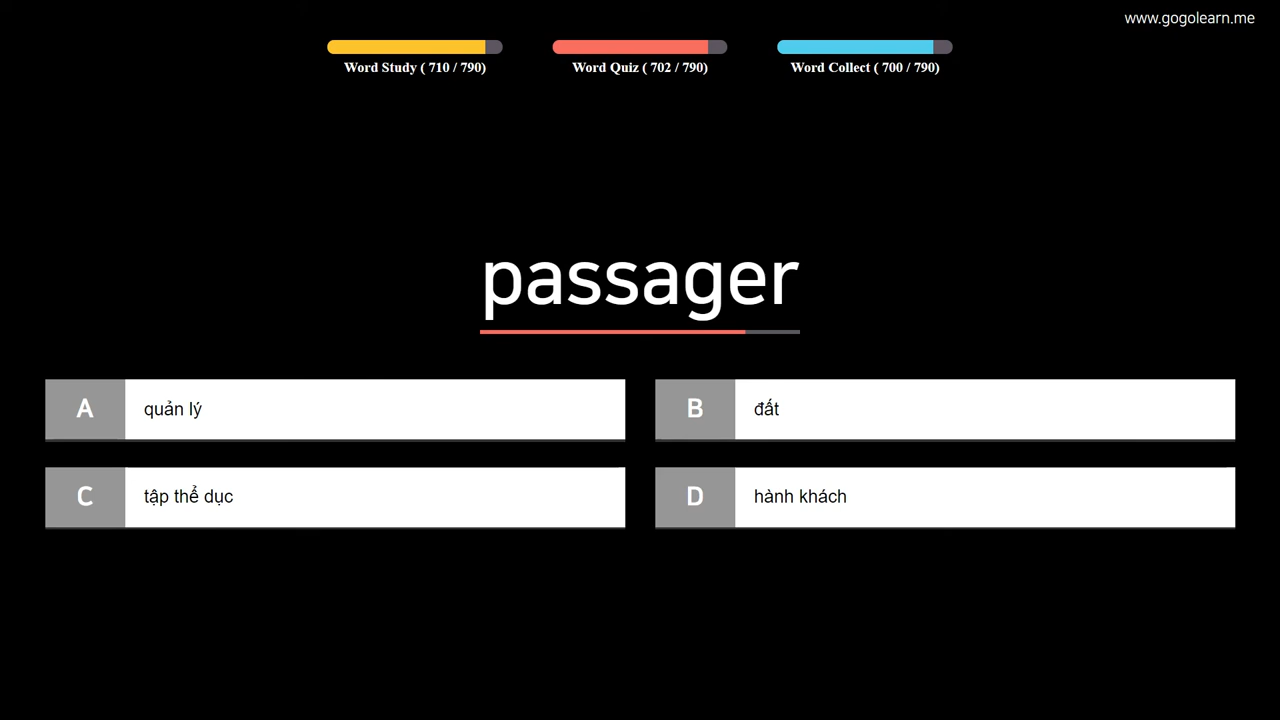 www.gogolearn.me
Word Study ( 710 / 790)
Word Quiz ( 702 / 790)
Word Collect ( 700 / 790)
passager
A quản lý
B đất
C tập thể dục
D hành khách